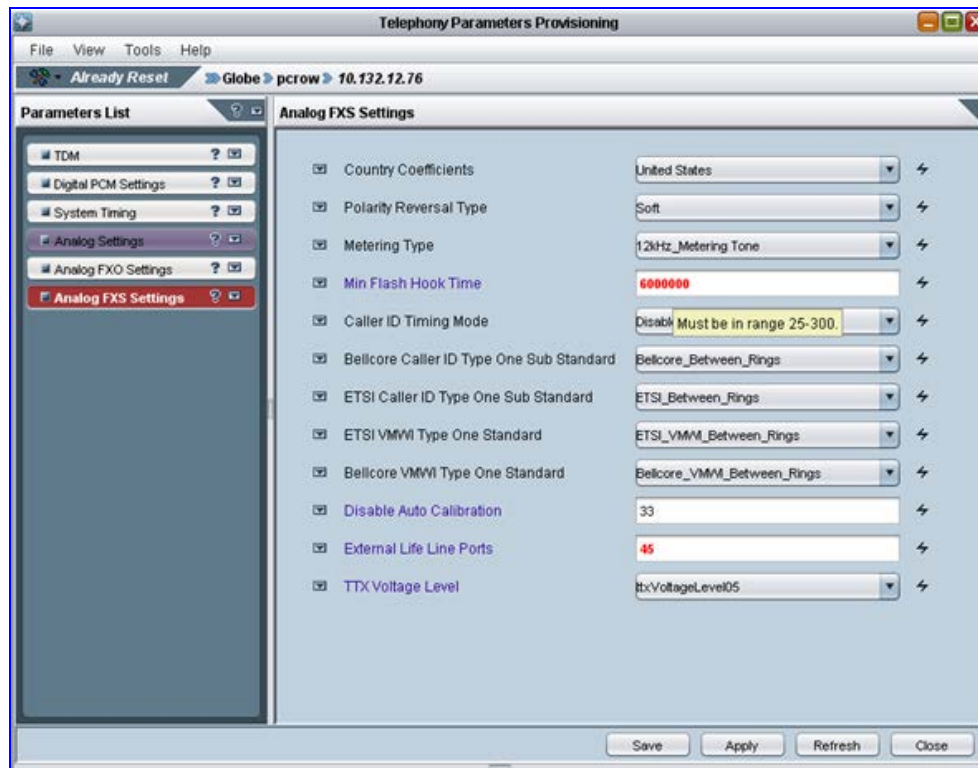 Telephony Parameters Provisioning
File View Tools Help
Already Reset Globe pcrow 10.132.12.76
Parameters List
TDM ?
Digital PCM Settings ?
System Timing ?
Analog Settings ?
Analog FXO Settings ?
Analog FXS Settings ?
Analog FXS Settings
Country Coefficients United States
Polarity Reversal Type Soft
Metering Type 12kHz_Metering Tone
Min Flash Hook Time 6000000
Caller ID Timing Mode Disabl
Must be in range 25-300.
Bellcore Caller ID Type One Sub Standard Bellcore_Between_Rings
ETSI Caller ID Type One Sub Standard ETSI_Between_Rings
ETSI VMWI Type One Standard ETSI_VMWI_Between_Rings
Bellcore VMWI Type One Standard Bellcore_VMWI_Between_Rings
Disable Auto Calibration 33
External Life Line Ports 45
TTX Voltage Level ttxVoltageLevel05
Save Apply Refresh Close